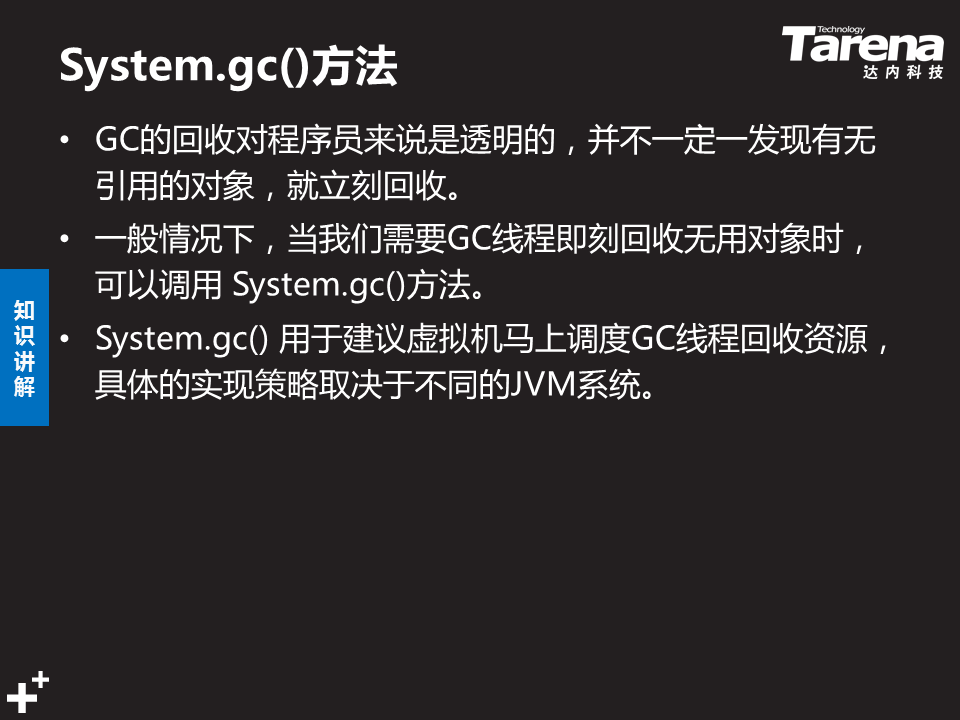 System.gc()方法
Technology
Tarena
达内科技
• GC的回收对程序员来说是透明的，并不一定一发现有无
引用的对象，就立刻回收。
• 一般情况下，当我们需要GC线程即刻回收无用对象时，
可以调用 System.gc()方法。
• System.gc() 用于建议虚拟机马上调度GC线程回收资源，
具体的实现策略取决于不同的JVM系统。
知
识
讲
解